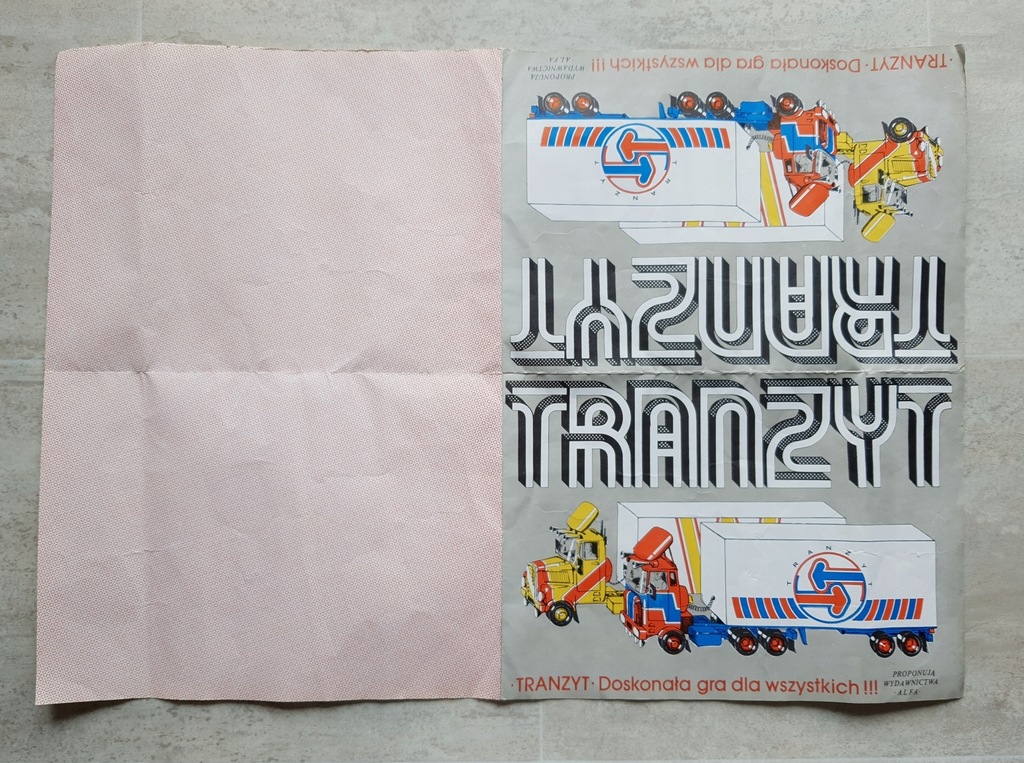 ·TRANZYT· Doskonała gra dla wszystkich!!!
PROPONUJĄ
WYDAWNICTWA
·ALFA·
TRANZYT
TRANZYT
TRANZYT
TRANZYT
·TRANZYT· Doskonała gra dla wszystkich!!!
PROPONUJĄ
WYDAWNICTWA
·ALFA·